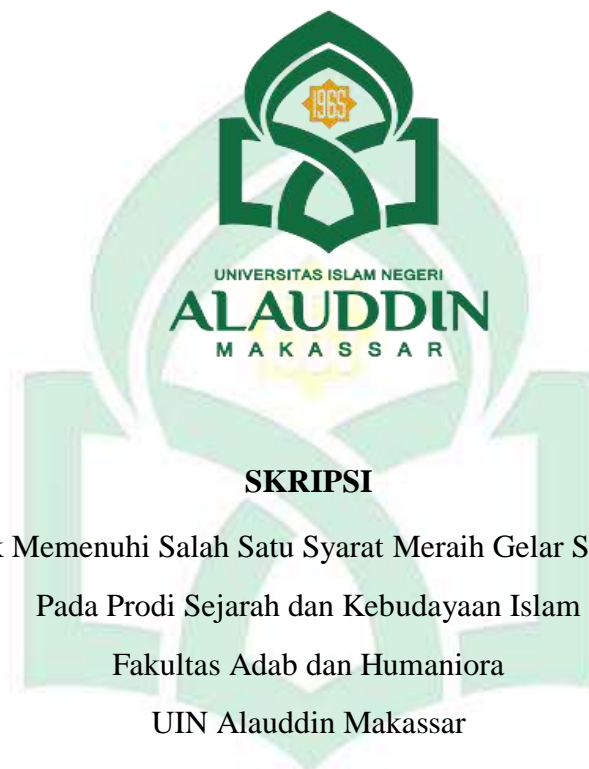 1965
UNIVERSITAS ISLAM NEGERI
ALAUDDIN
MAKASSAR
SKRIPSI
Memenuhi Salah Satu Syarat Meraih Gelar
Pada Prodi Sejarah dan Kebudayaan Islam
Fakultas Adab dan Humaniora
UIN Alauddin Makassar